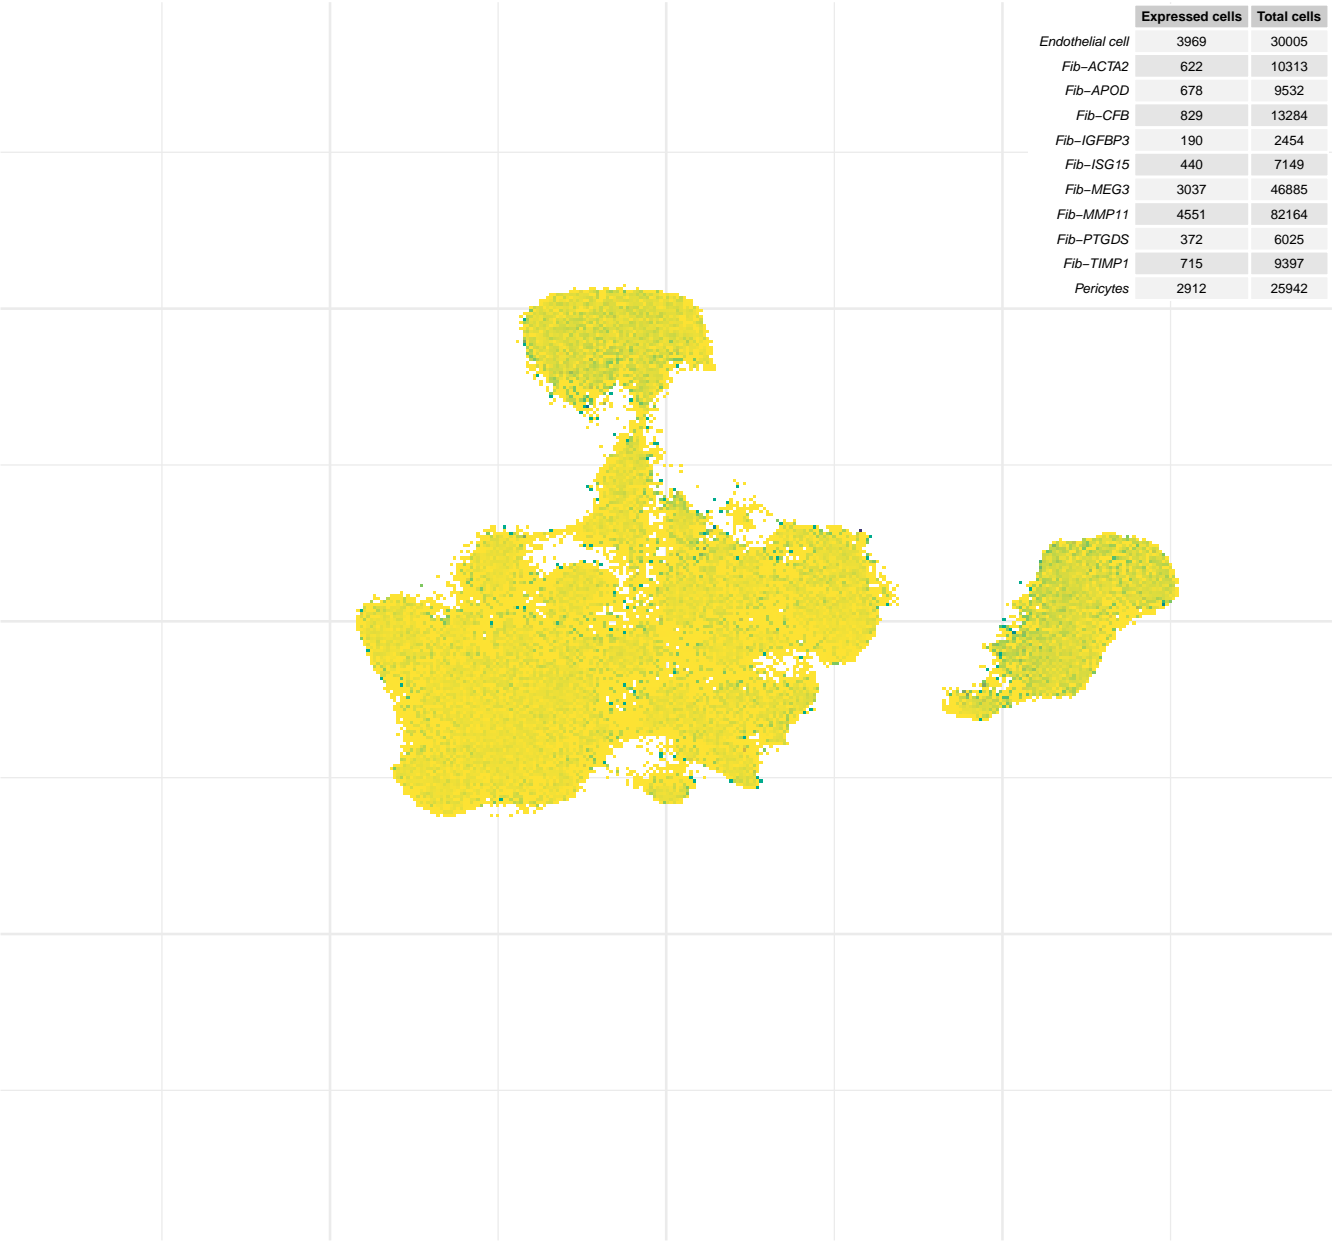 Expressed cells Total cells
Endothelial cell 3969 30005
Fib−ACTA2 622 10313
Fib−APOD 678 9532
Fib−CFB 829 13284
Fib−IGFBP3 190 2454
Fib−ISG15 440 7149
Fib−MEG3 3037 46885
Fib−MMP11 4551 82164
Fib−PTGDS 372 6025
Fib−TIMP1 715 9397
Pericytes 2912 25942